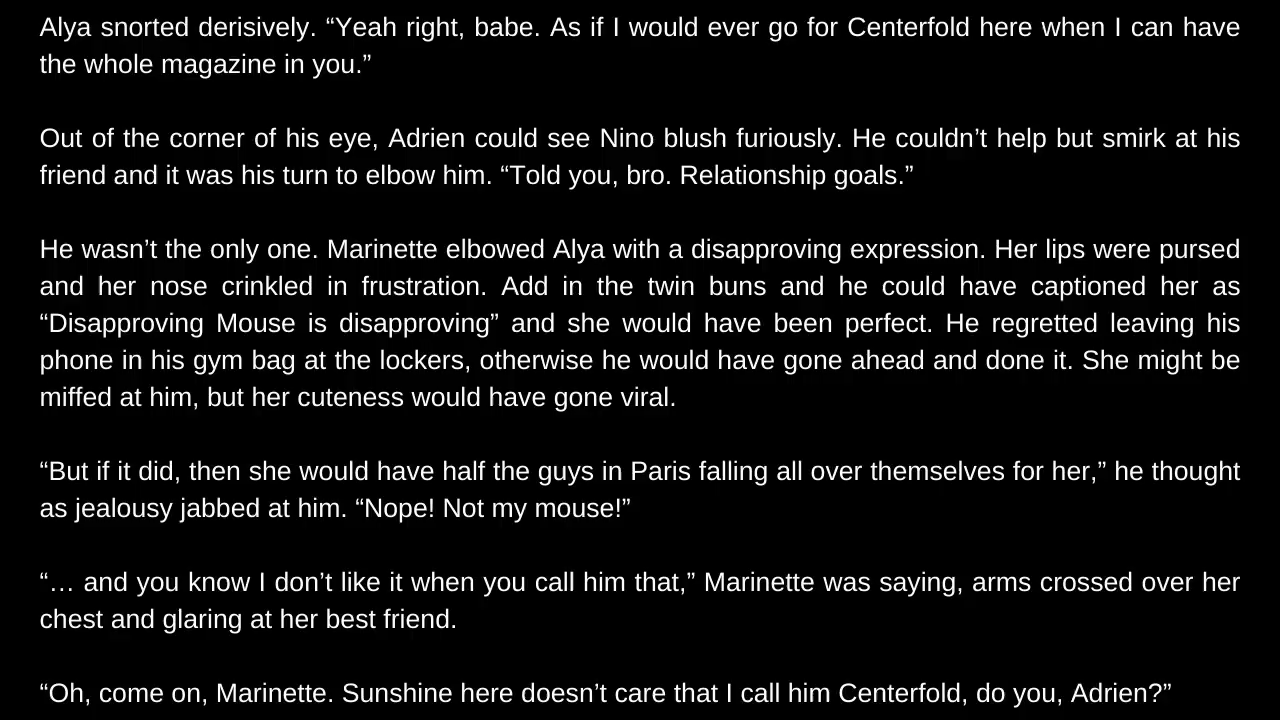 Alya snorted derisively. “Yeah right, babe. As if I would ever go for Centerfold here when I can have
the whole magazine in you.”
Out of the corner of his eye, Adrien could see Nino blush furiously. He couldn’t help but smirk at his
friend and it was his turn to elbow him. “Told you, bro. Relationship goals.”
He wasn’t the only one. Marinette elbowed Alya with a disapproving expression. Her lips were pursed
and her nose crinkled in frustration. Add in the twin buns and he could have captioned her as
“Disapproving Mouse is disapproving” and she would have been perfect. He regretted leaving his
phone in his gym bag at the lockers, otherwise he would have gone ahead and done it. She might be
miffed at him, but her cuteness would have gone viral.
“But if it did, then she would have half the guys in Paris falling all over themselves for her,” he thought
as jealousy jabbed at him. “Nope! Not my mouse!”
“… and you know I don’t like it when you call him that,” Marinette was saying, arms crossed over her
chest and glaring at her best friend.
“Oh, come on, Marinette. Sunshine here doesn’t care that I call him Centerfold, do you, Adrien?”